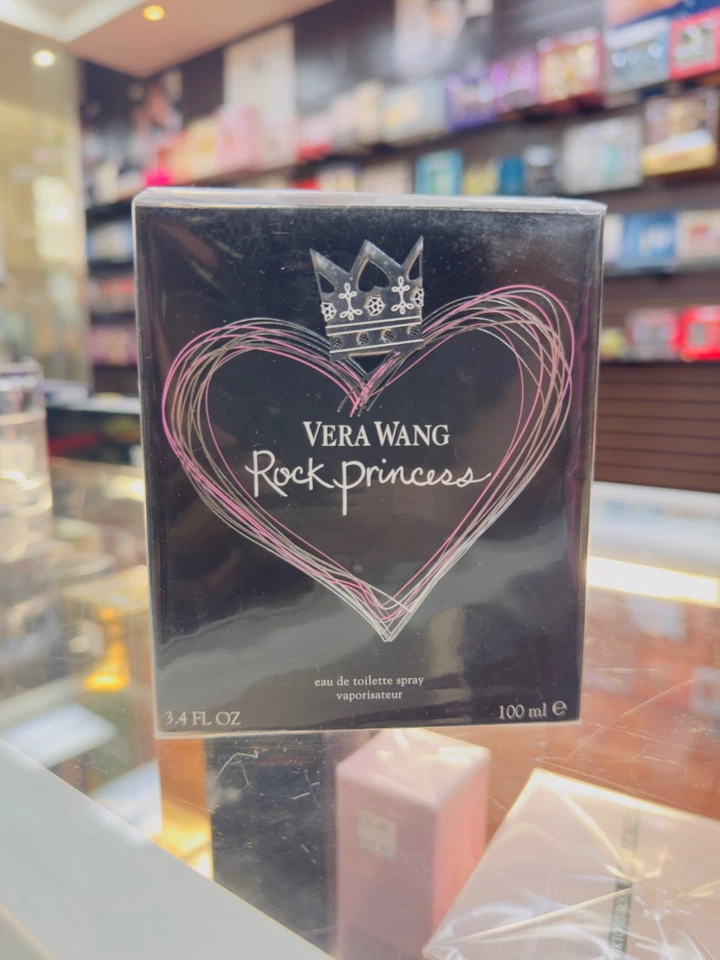 VERA WANG
Rock Princess
eau de toilette spray
vaporisateur
3.4 FL OZ
100 ml e